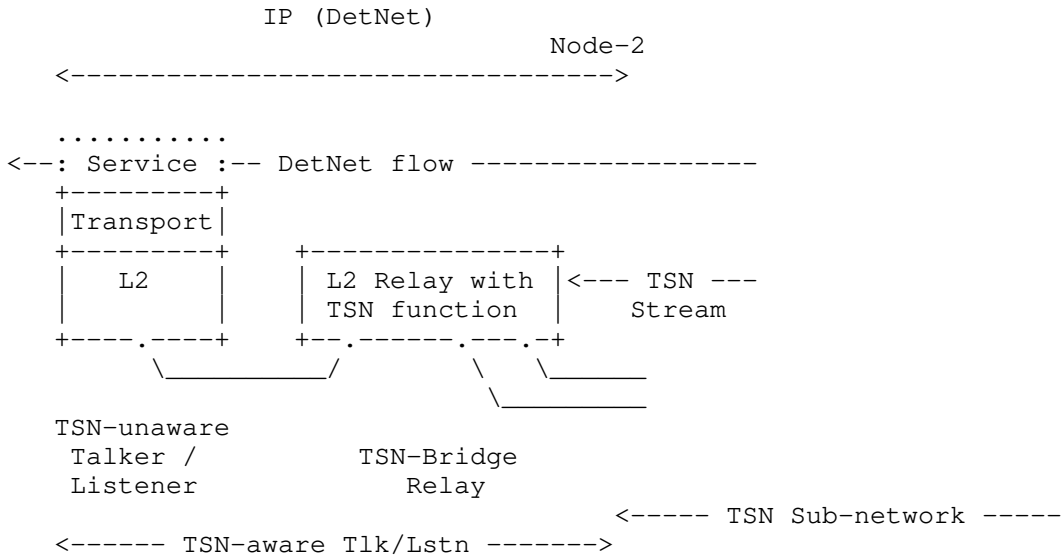 IP (DetNet)
Node-2
<---------------------------------->
...........
<--: Service :-- DetNet flow ------------------
+---------+
|Transport|
+---------+ +---------------+
| L2 | | L2 Relay with |<--- TSN ---
| | | TSN function | Stream
+----.----+ +--.------.---.-+
\__________/ \ \______
\_________
TSN-unaware
Talker / TSN-Bridge
Listener Relay
<----- TSN Sub-network -----
<------ TSN-aware Tlk/Lstn ------->